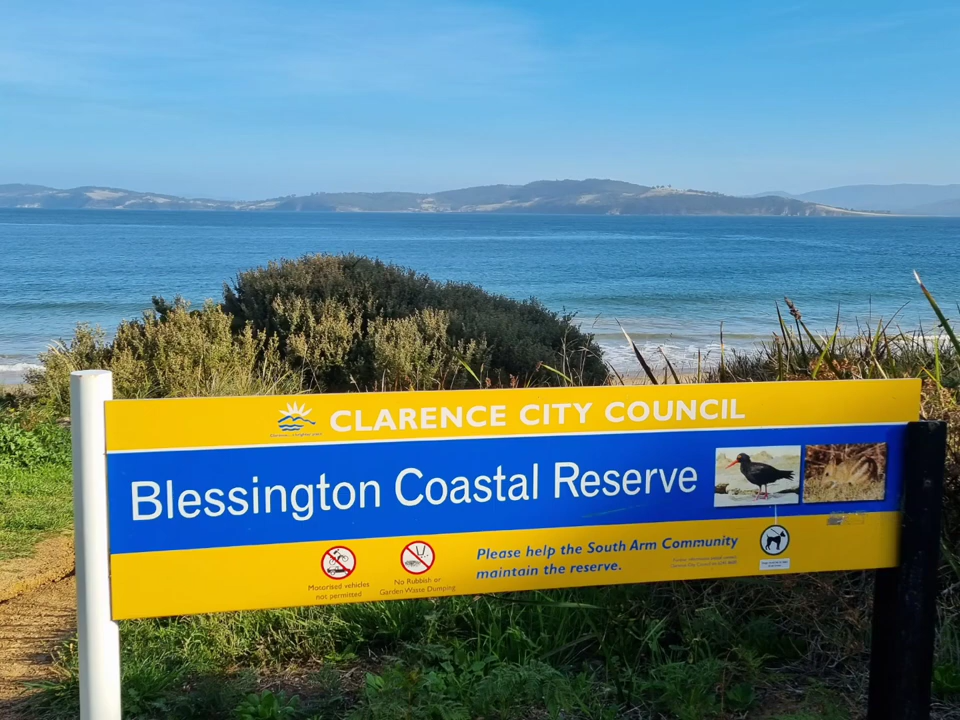 CLARENCE CITY COUNCIL
Blessington Coastal Reserve
Motorised vehicles
not permitted
No Rubbish or
Garden Waste Dumping
Please help the South Arm Community
maintain the reserve.